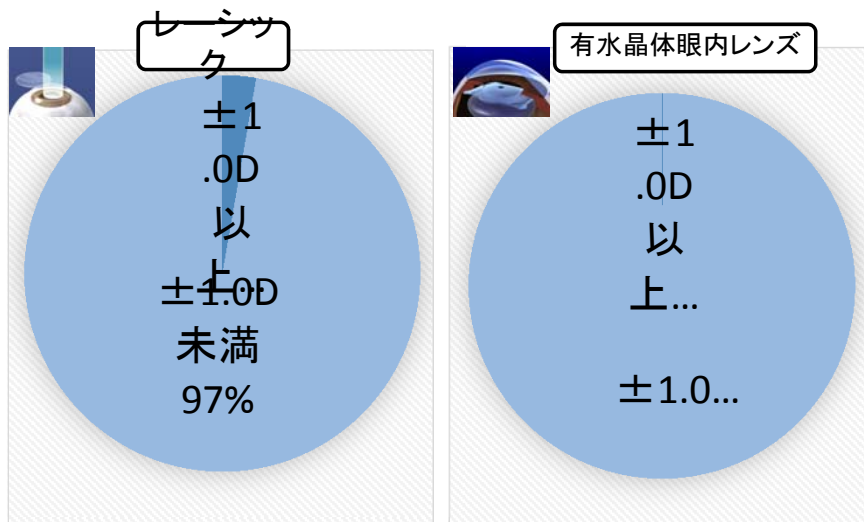 レーシッ
ク
±1
.0D
以
上…
±1.0D
未満
97%
有水晶体眼内レンズ
±1
.0D
以
上…
±1.0…